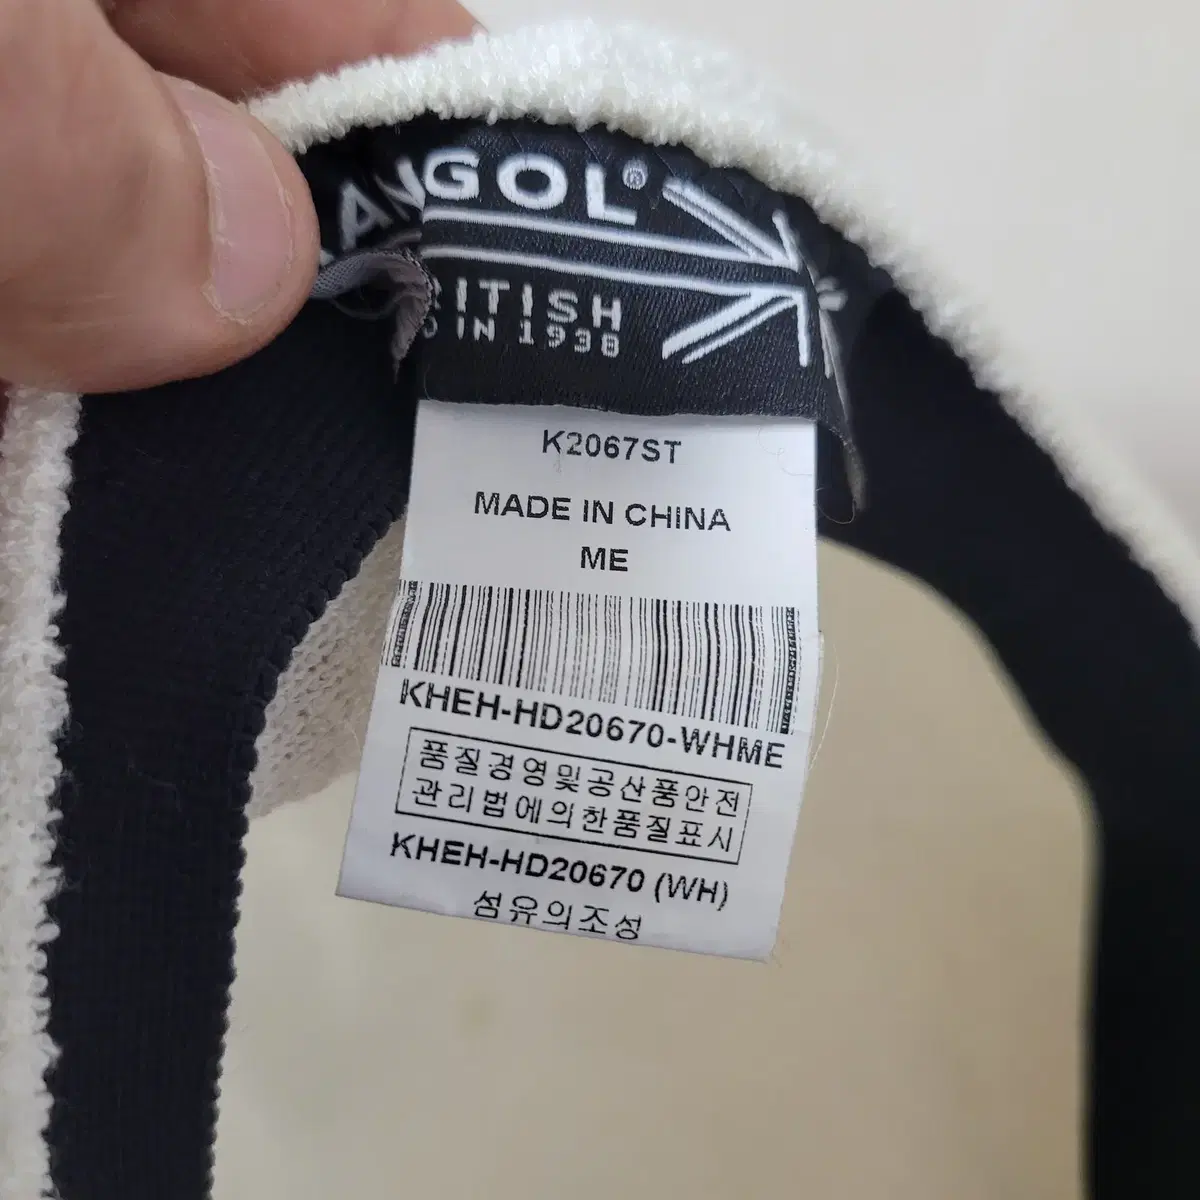 KANGOL®
ITISH
D IN 1938
K2067ST
MADE IN CHINA
ME
KHEH-HD20670-WHME
품질경영및공산품안전
관리법에의한품질표시
KHEH-HD20670 (WH)
섬유의조성